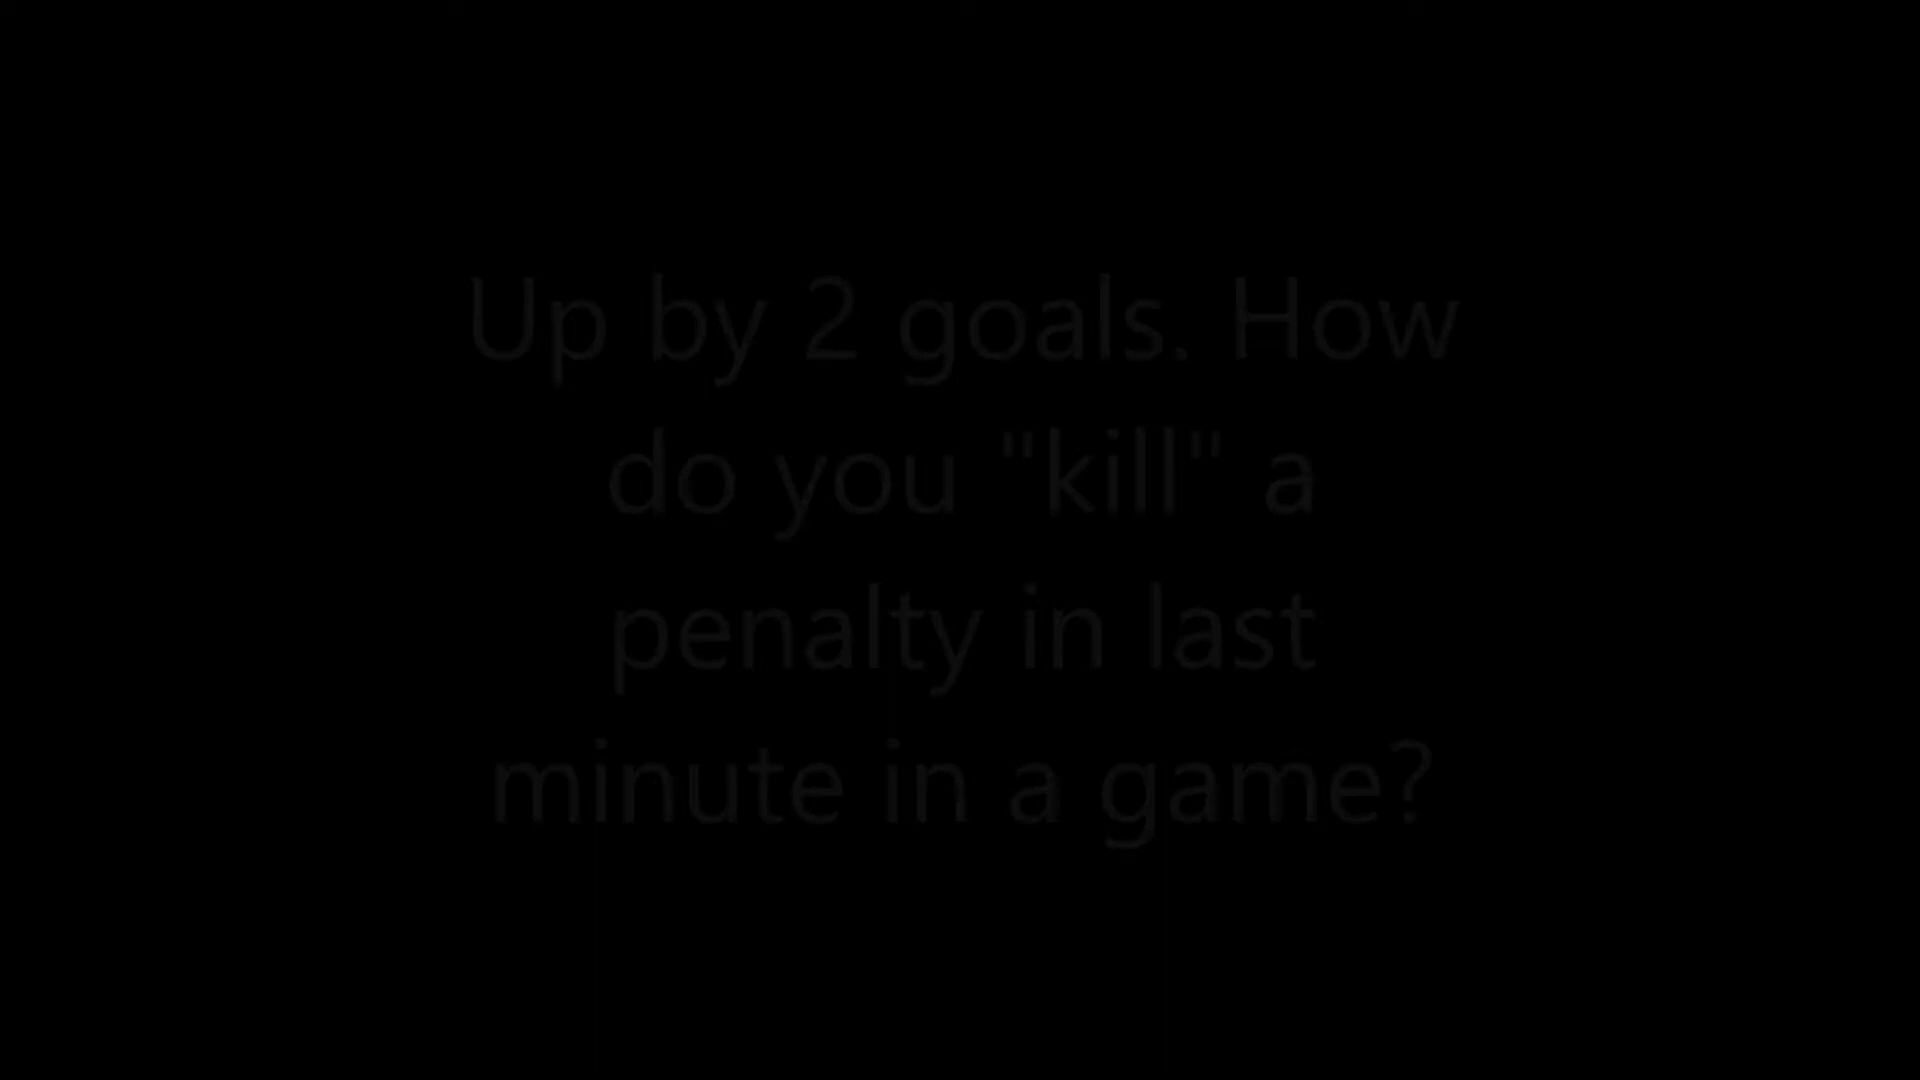 Up by 2 goals. How
do you "kill" a
penalty in last
minute in a game?